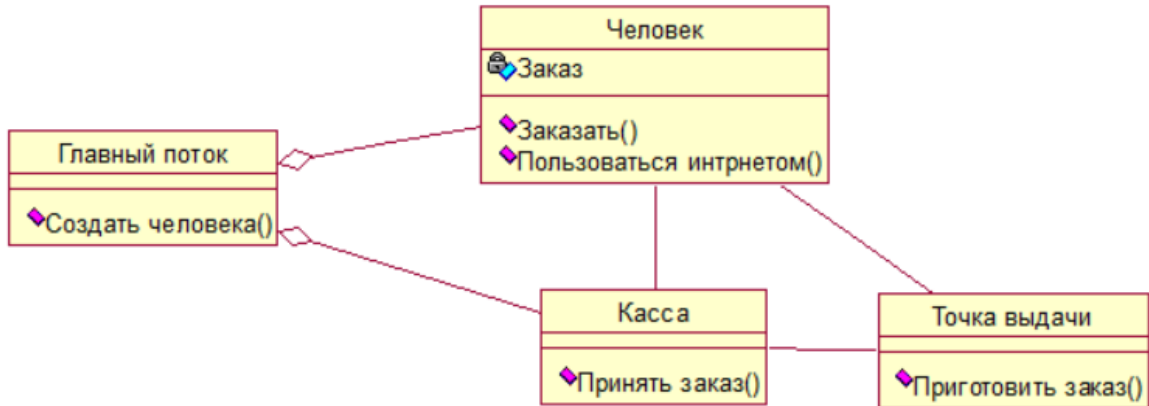 Человек
Заказ
Заказать()
Пользоваться интрнетом()
Главный поток
Создать человека()
Касса
Принять заказ()
Точка выдачи
Приготовить заказ()